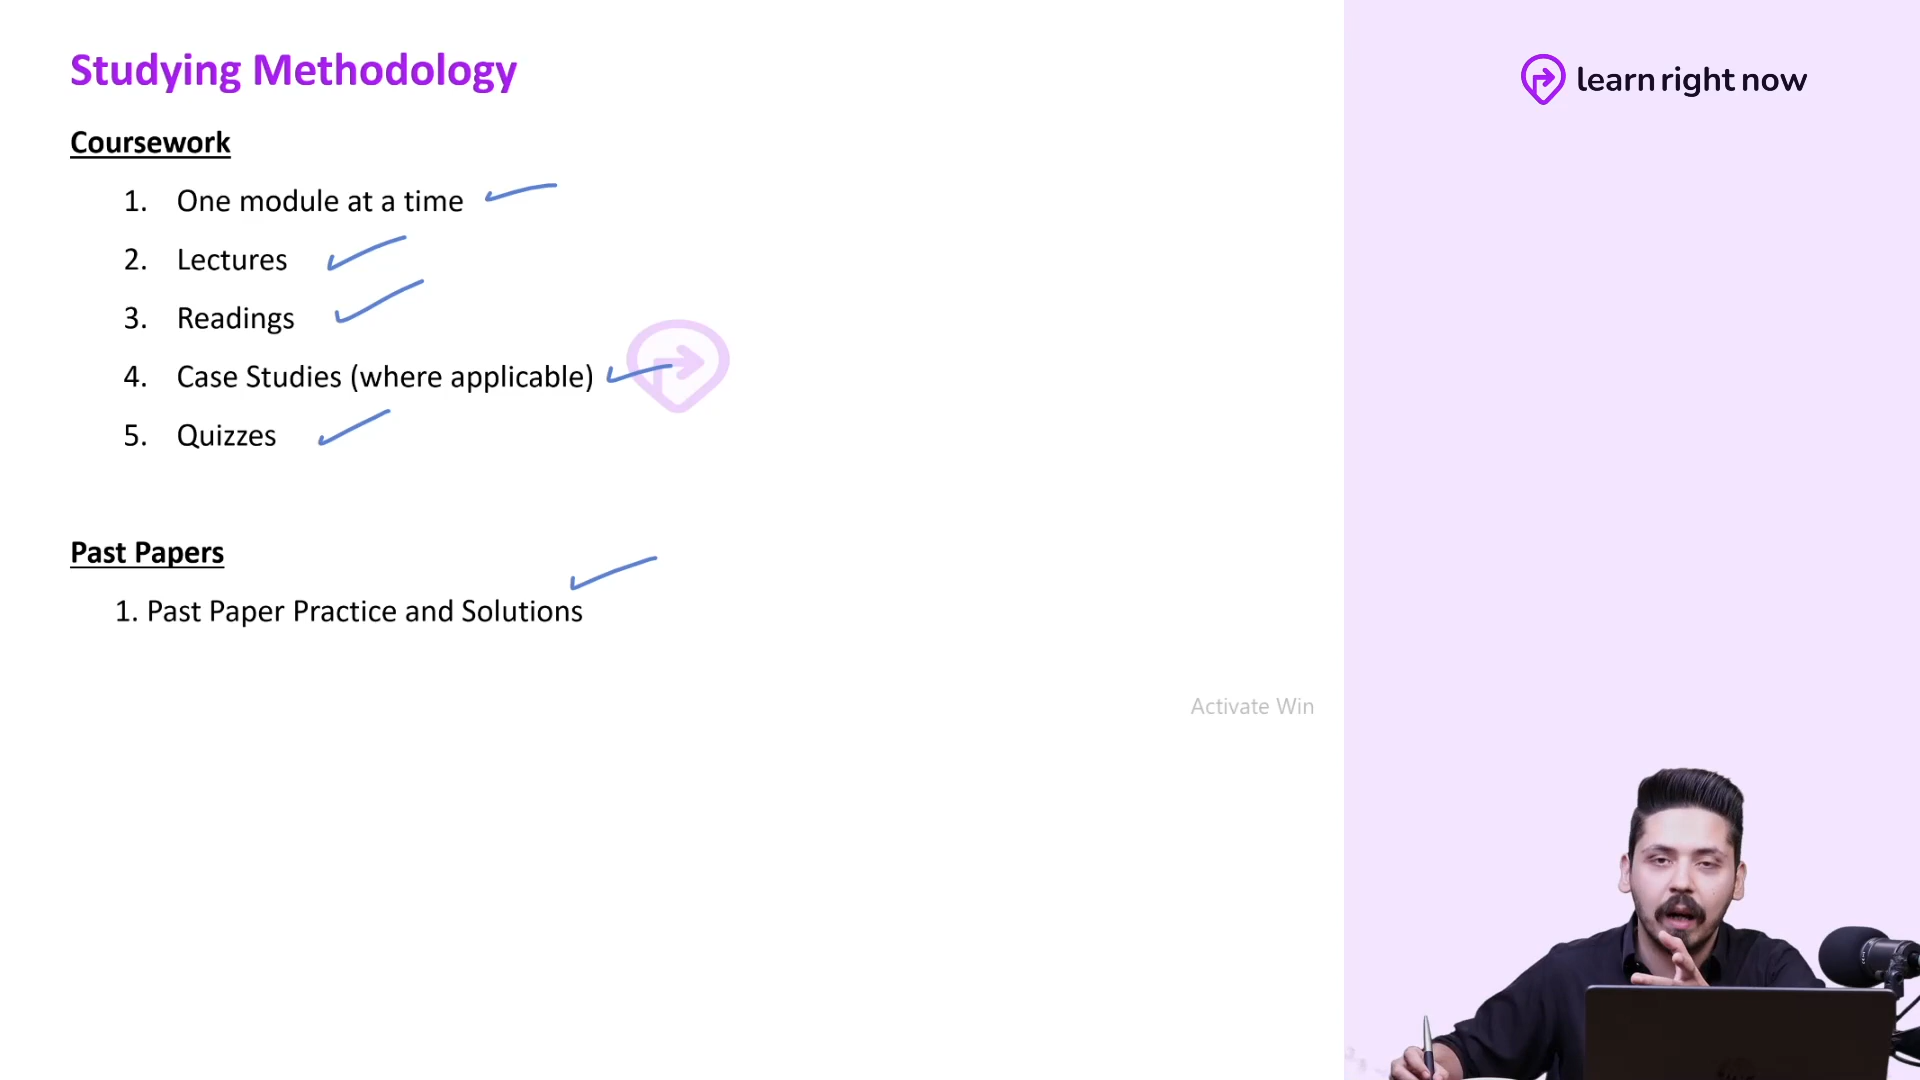 Studying Methodology
learn right now
Coursework
1. One module at a time
2. Lectures
3. Readings
4. Case Studies (where applicable)
5. Quizzes
Past Papers
1. Past Paper Practice and Solutions
Activate Win